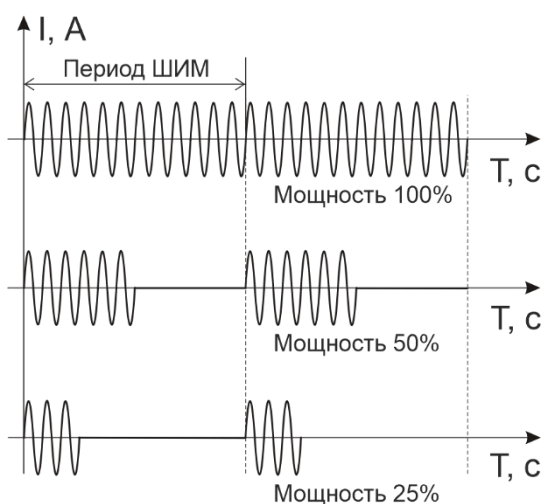 I, А
Период ШИМ
Т, с
Мощность 100%
Т, с
Мощность 50%
Т, с
Мощность 25%